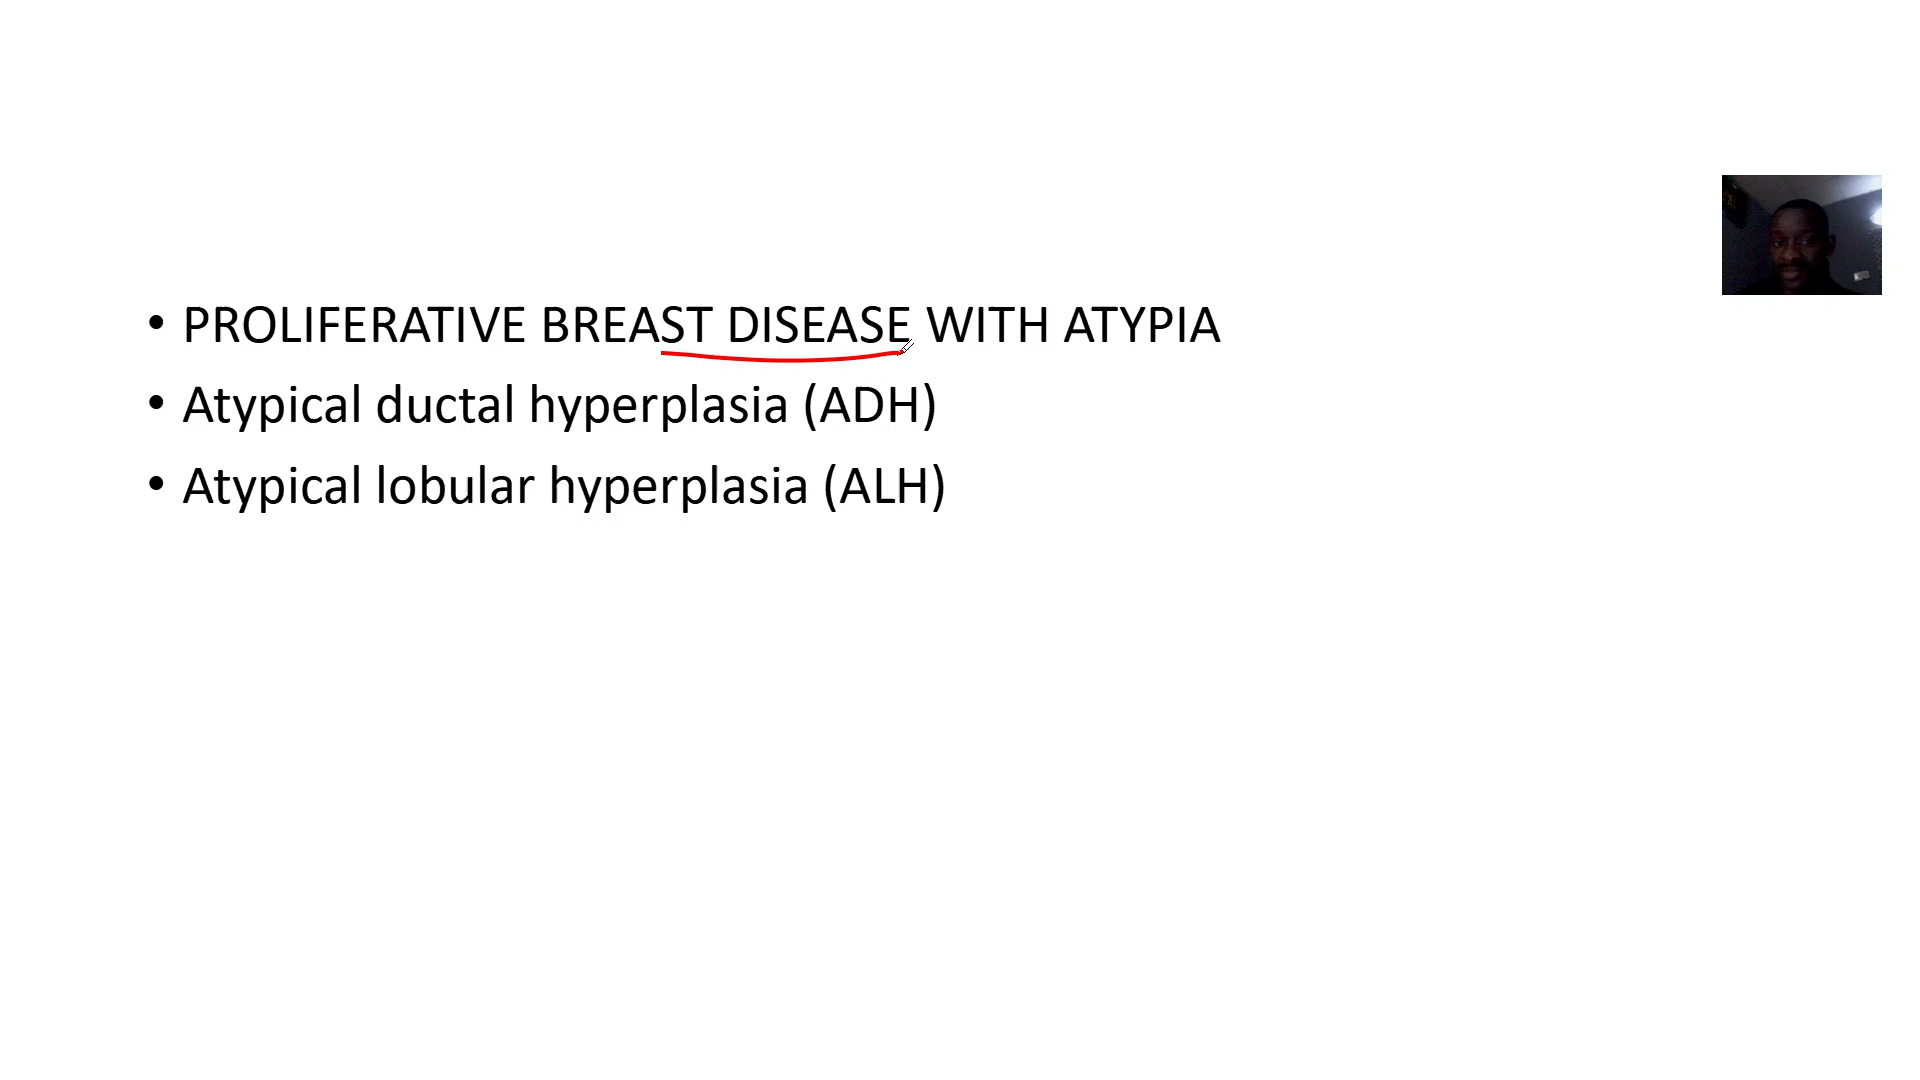 • PROLIFERATIVE BREAST DISEASE WITH ATYPIA
• Atypical ductal hyperplasia (ADH)
• Atypical lobular hyperplasia (ALH)